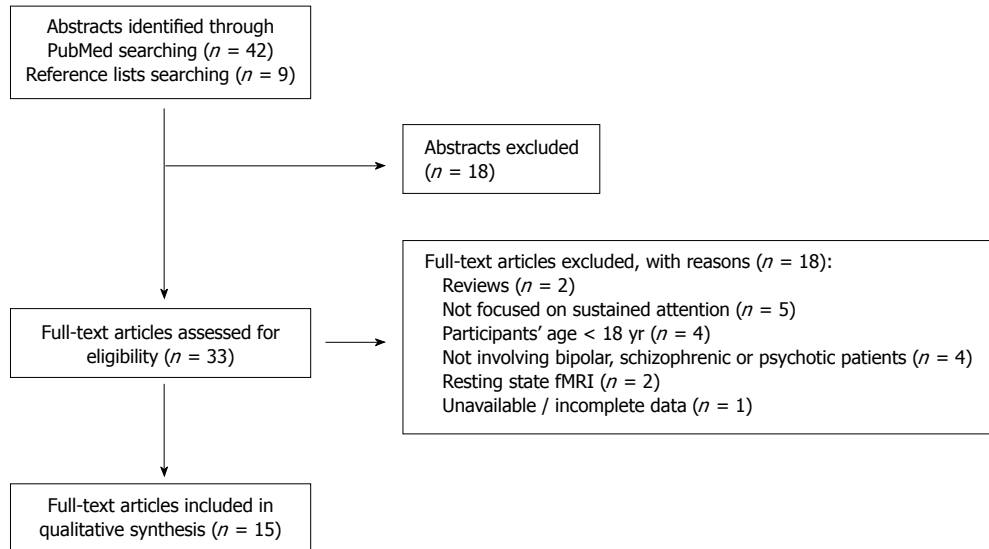 Abstracts identified through
PubMed searching (n = 42)
Reference lists searching (n = 9)
Abstracts excluded
(n = 18)
Full-text articles excluded, with reasons (n = 18):
Reviews (n = 2)
Not focused on sustained attention (n = 5)
Participants' age < 18 yr (n = 4)
Not involving bipolar, schizophrenic or psychotic patients (n = 4)
Resting state fMRI (n = 2)
Unavailable / incomplete data (n = 1)
Full-text articles assessed for
eligibility (n = 33)
Full-text articles included in
qualitative synthesis (n = 15)